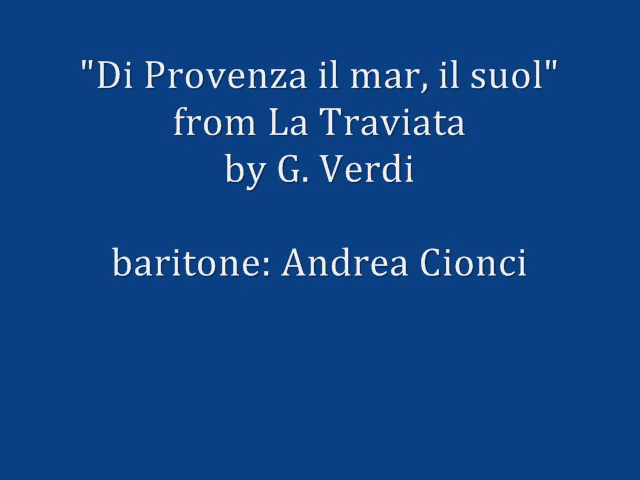 "Di Provenza il mar, il suol"
from La Traviata
by G. Verdi
baritone: Andrea Cionci